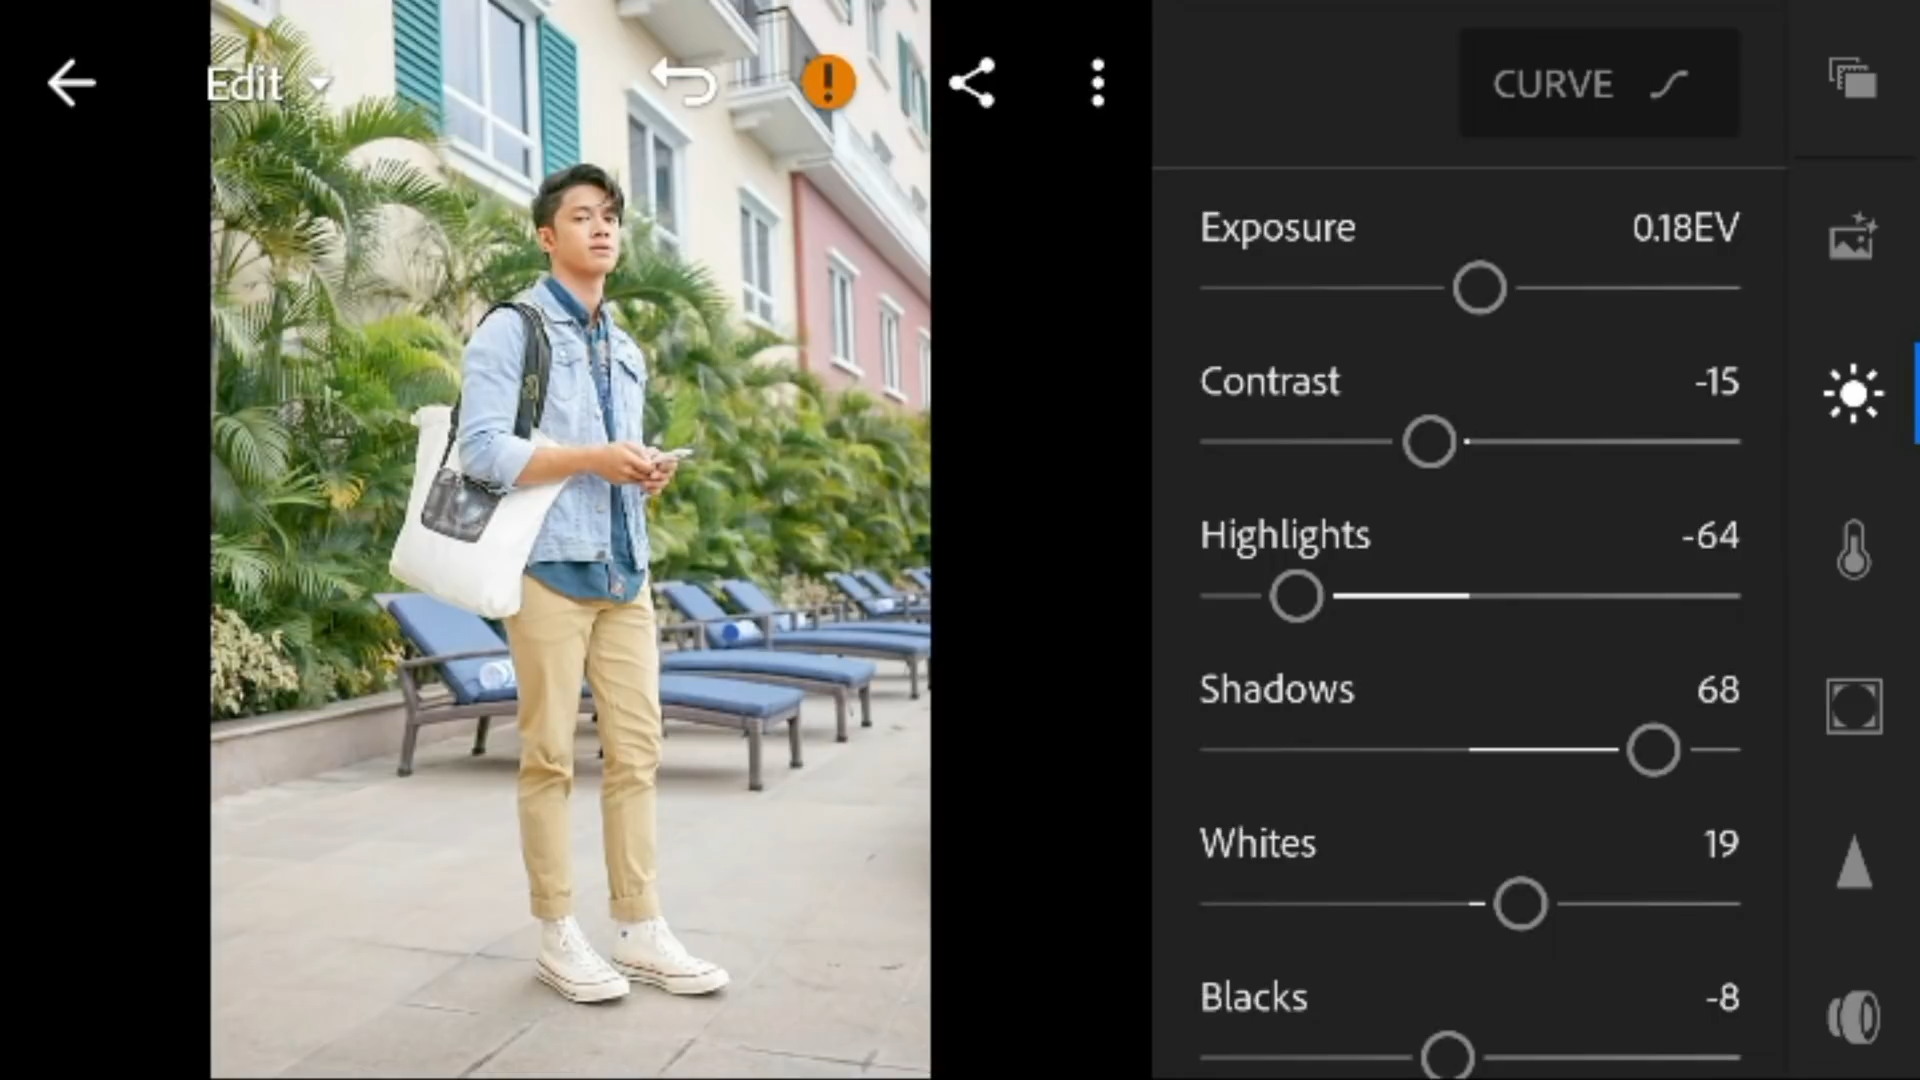 Edit
!
CURVE
Exposure 0.18EV
Contrast -15
Highlights -64
Shadows 68
Whites 19
Blacks -8